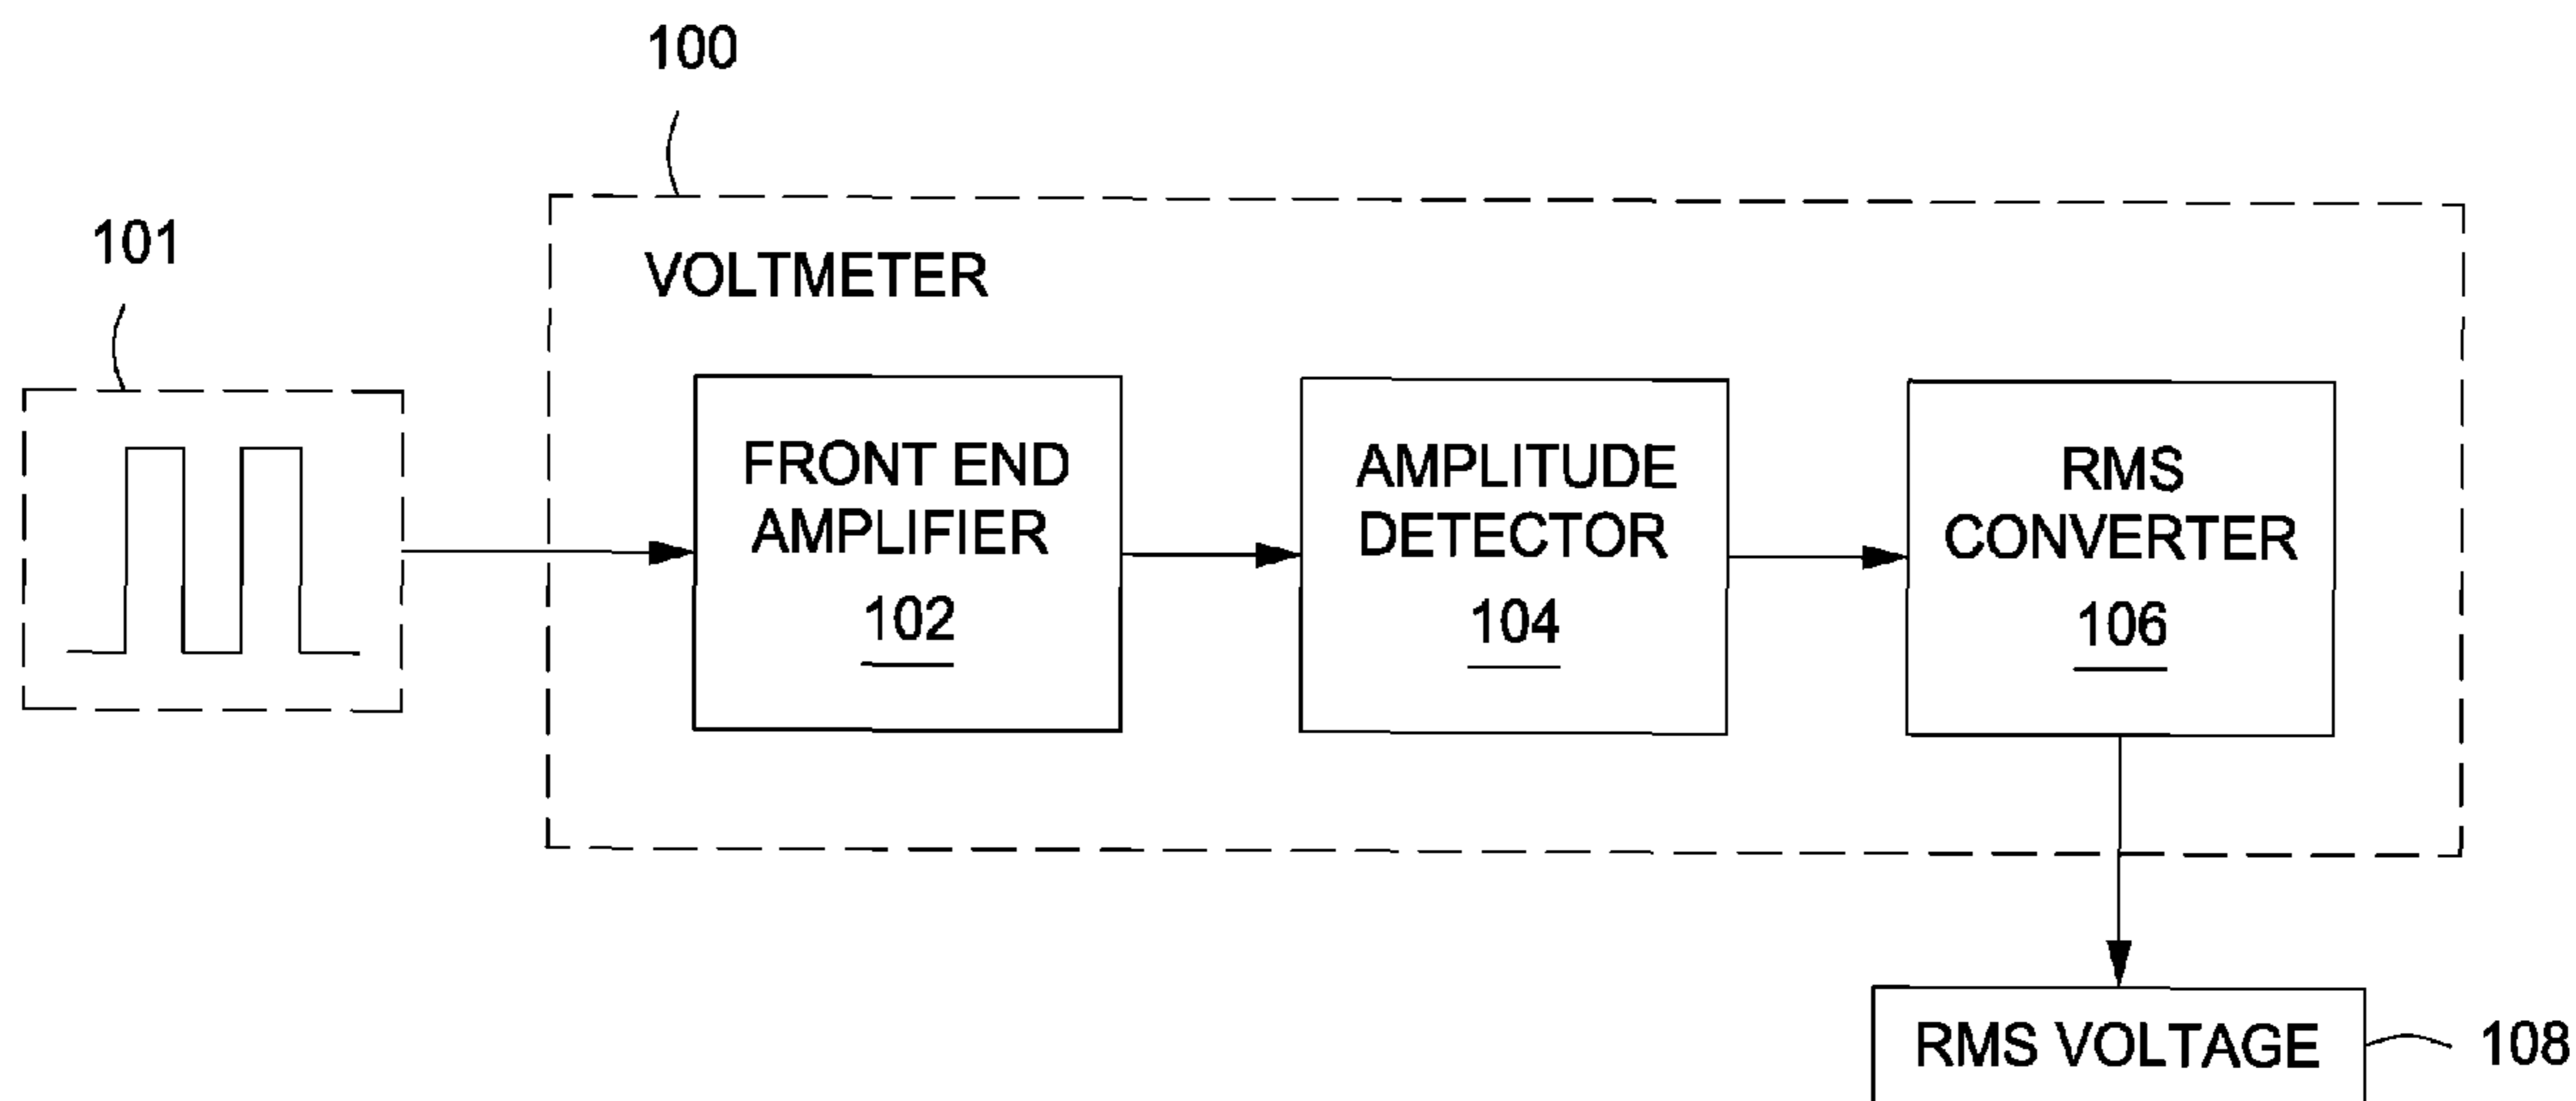 100
101
VOLTMETER
FRONT END
AMPLIFIER
102
AMPLITUDE
DETECTOR
104
RMS
CONVERTER
106
RMS VOLTAGE
108